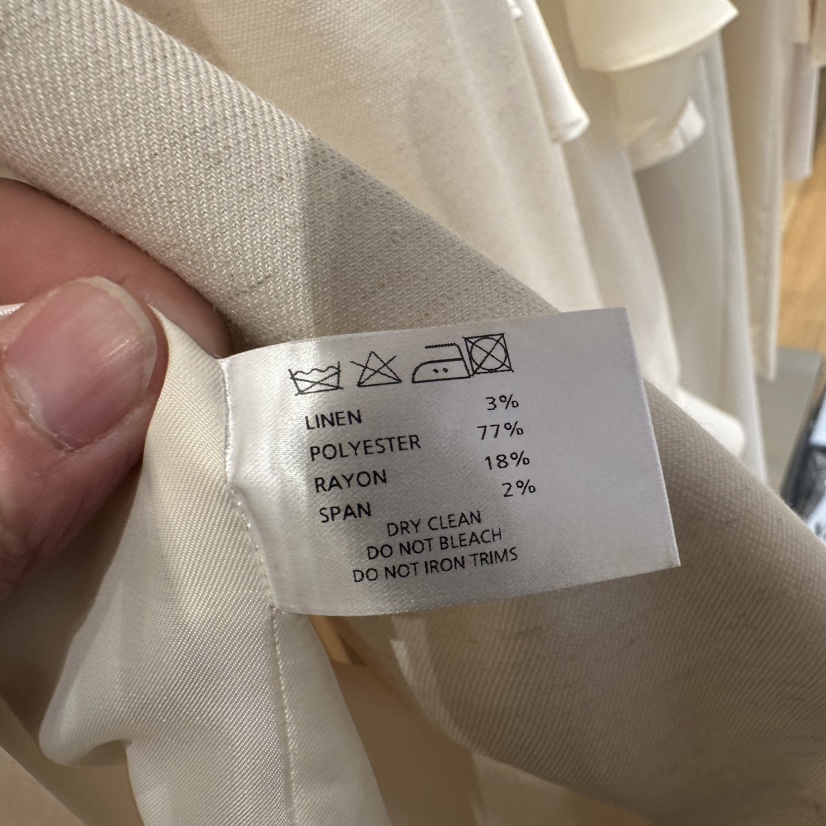 LINEN 3%
POLYESTER 77%
RAYON 18%
SPAN 2%
DRY CLEAN
DO NOT BLEACH
DO NOT IRON TRIMS